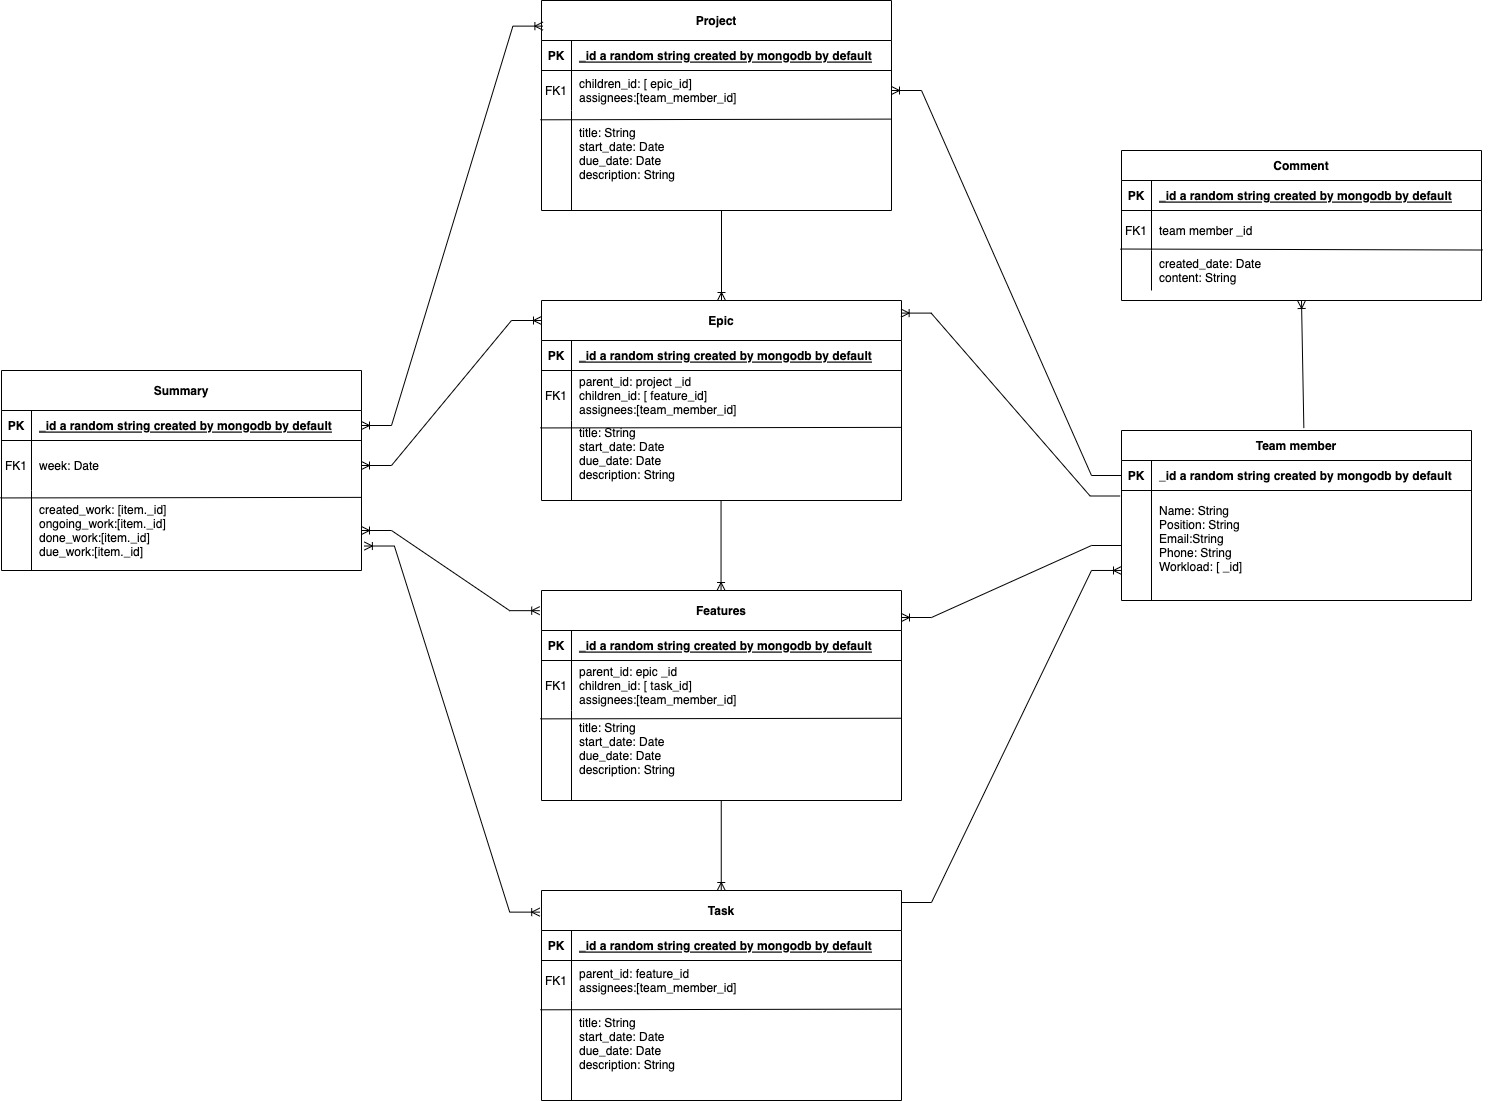 Project
PK _id a random string created by mongodb by default
FK1
children_id: [ epic_id]
assignees:[team_member_id]
title: String
start_date: Date
due_date: Date
description: String
Comment
PK _id a random string created by mongodb by default
FK1 team member _id
created_date: Date
content: String
Epic
PK _id a random string created by mongodb by default
FK1
parent_id: project _id
children_id: [ feature_id]
assignees:[team_member_id]
title: String
start_date: Date
due_date: Date
description: String
Summary
PK _id a random string created by mongodb by default
FK1 week: Date
created_work: [item._id]
ongoing_work:[item._id]
done_work:[item._id]
due_work:[item._id]
Team member
PK _id a random string created by mongodb by default
Name: String
Position: String
Email:String
Phone: String
Workload: [ _id]
Features
PK _id a random string created by mongodb by default
FK1
parent_id: epic _id
children_id: [ task_id]
assignees:[team_member_id]
title: String
start_date: Date
due_date: Date
description: String
Task
PK _id a random string created by mongodb by default
FK1
parent_id: feature_id
assignees:[team_member_id]
title: String
start_date: Date
due_date: Date
description: String